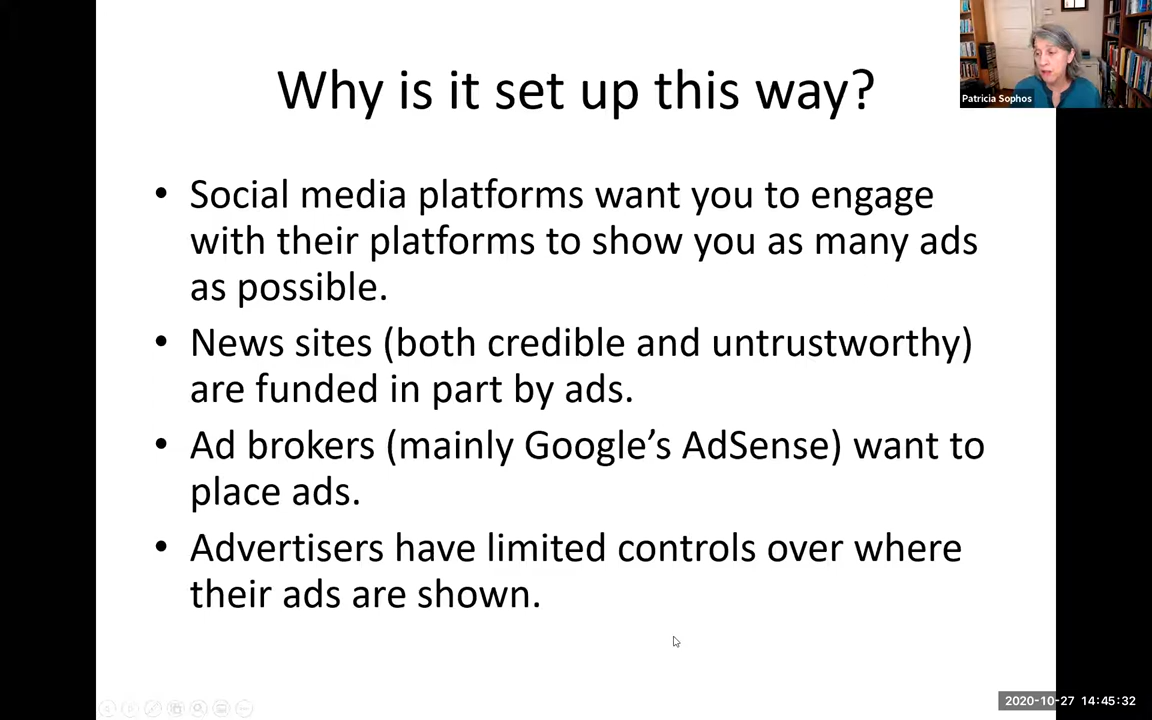 Why is it set up this way?
Patricia Sophos
• Social media platforms want you to engage
with their platforms to show you as many ads
as possible.
• News sites (both credible and untrustworthy)
are funded in part by ads.
• Ad brokers (mainly Google’s AdSense) want to
place ads.
• Advertisers have limited controls over where
their ads are shown.
2020-10-27 14:45:32